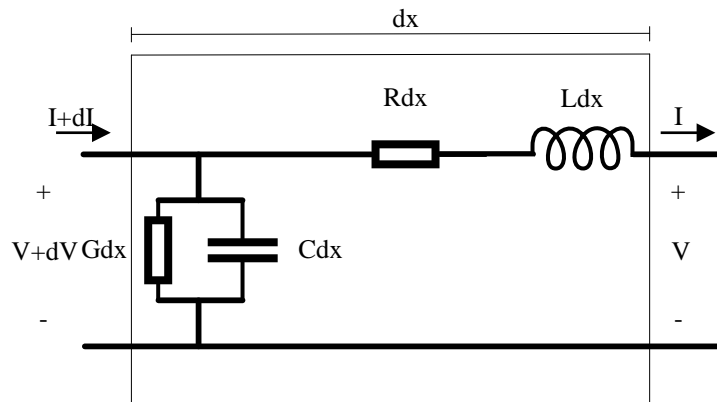 dx
Rdx
Ldx
I+dI
I
+
+
V+dV
Gdx
Cdx
V
-
-